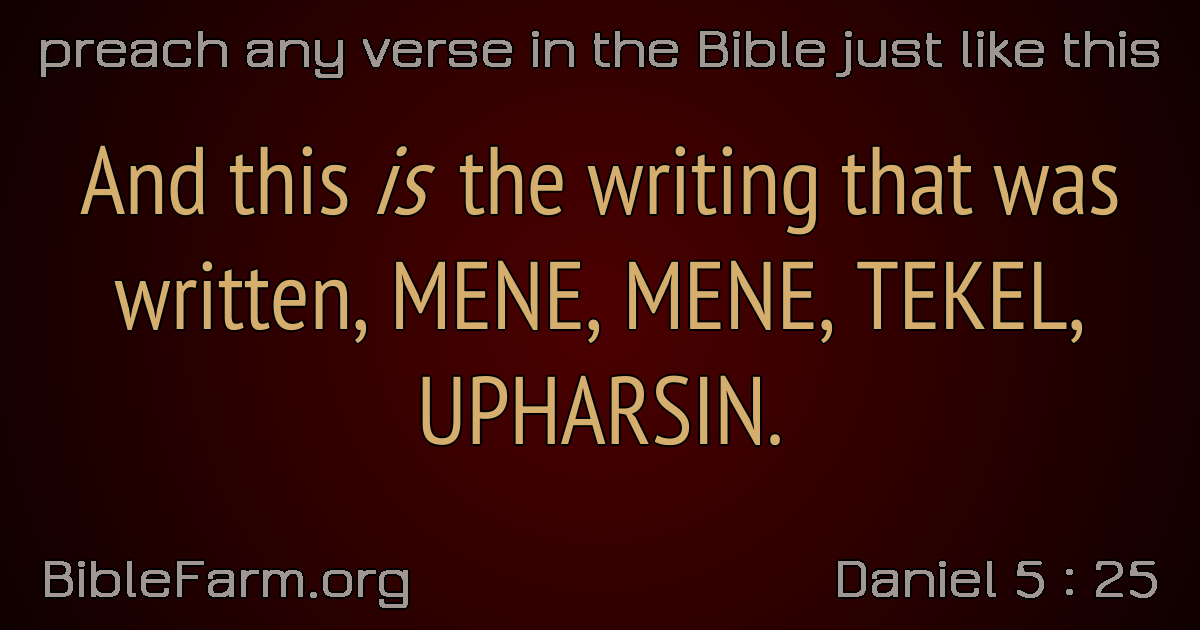 preach any verse in the Bible just like this
And this is the writing that was
written, MENE, MENE, TEKEL,
UPHARSIN.
BibleFarm.org
Daniel 5 : 25